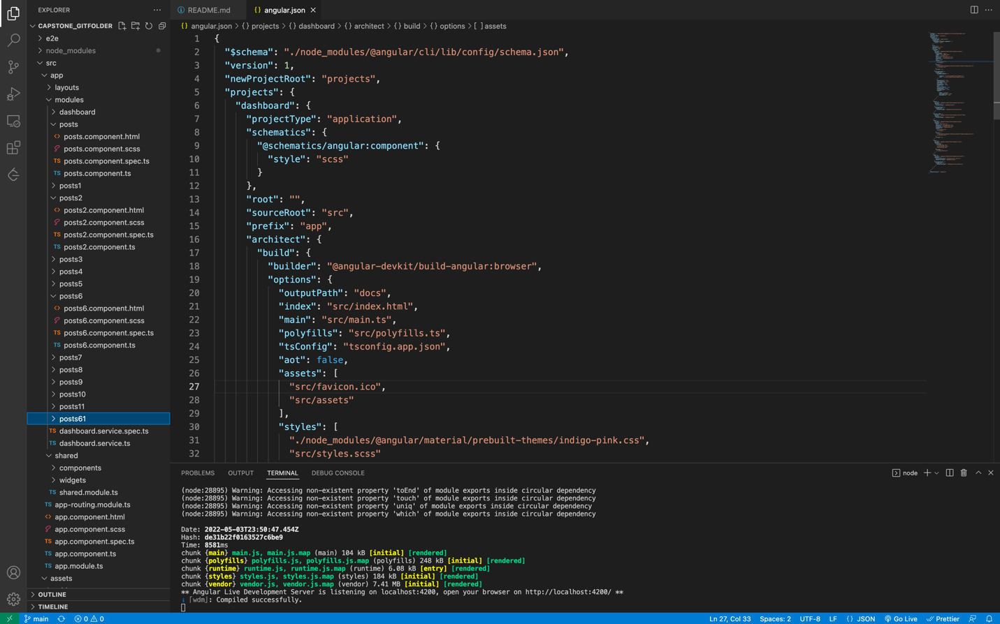 EXPLORER
CAPSTONE_GITFOLDER
e2e
node_modules
src
app
layouts
modules
dashboard
posts
posts.component.html
posts.component.scss
TS posts.component.spec.ts
TS posts.component.ts
posts1
posts2
posts2.component.html
posts2.component.scss
TS posts2.component.spec.ts
TS posts2.component.ts
posts3
posts4
posts5
posts6
posts6.component.html
posts6.component.scss
TS posts6.component.spec.ts
TS posts6.component.ts
posts7
posts8
posts9
posts10
posts11
posts61
TS dashboard.service.spec.ts
TS dashboard.service.ts
shared
components
widgets
TS shared.module.ts
TS app-routing.module.ts
app.component.html
app.component.scss
TS app.component.spec.ts
TS app.component.ts
TS app.module.ts
assets
OUTLINE
TIMELINE
README.md
{} angular.json
{} angular.json > {} projects > {} dashboard > {} architect > {} build > {} options > [ ] assets
1 {
2 "$schema": "./node_modules/@angular/cli/lib/config/schema.json",
3 "version": 1,
4 "newProjectRoot": "projects",
5 "projects": {
6 "dashboard": {
7 "projectType": "application",
8 "schematics": {
9 "@schematics/angular:component": {
10 "style": "scss"
11 }
12 },
13 "root": "",
14 "sourceRoot": "src",
15 "prefix": "app",
16 "architect": {
17 "build": {
18 "builder": "@angular-devkit/build-angular:browser",
19 "options": {
20 "outputPath": "docs",
21 "index": "src/index.html",
22 "main": "src/main.ts",
23 "polyfills": "src/polyfills.ts",
24 "tsConfig": "tsconfig.app.json",
25 "aot": false,
26 "assets": [
27 "src/favicon.ico",
28 "src/assets"
29 ],
30 "styles": [
31 "./node_modules/@angular/material/prebuilt-themes/indigo-pink.css",
32 "src/styles.scss"
PROBLEMS OUTPUT TERMINAL DEBUG CONSOLE
node
(node:28895) Warning: Accessing non-existent property 'toEnd' of module exports inside circular dependency
(node:28895) Warning: Accessing non-existent property 'touch' of module exports inside circular dependency
(node:28895) Warning: Accessing non-existent property 'uniq' of module exports inside circular dependency
(node:28895) Warning: Accessing non-existent property 'which' of module exports inside circular dependency
Date: 2022-05-03T23:50:47.454Z
Hash: de31b22f0163527c6be9
Time: 8581ms
chunk {main} main.js, main.js.map (main) 104 kB [initial] [rendered]
chunk {polyfills} polyfills.js, polyfills.js.map (polyfills) 248 kB [initial] [rendered]
chunk {runtime} runtime.js, runtime.js.map (runtime) 6.08 kB [entry] [rendered]
chunk {styles} styles.js, styles.js.map (styles) 184 kB [initial] [rendered]
chunk {vendor} vendor.js, vendor.js.map (vendor) 7.41 MB [initial] [rendered]
** Angular Live Development Server is listening on localhost:4200, open your browser on http://localhost:4200/ **
ℹ ｢wdm｣: Compiled successfully.
main 0 0 Ln 27, Col 33 Spaces: 2 UTF-8 LF {} JSON Go Live Prettier